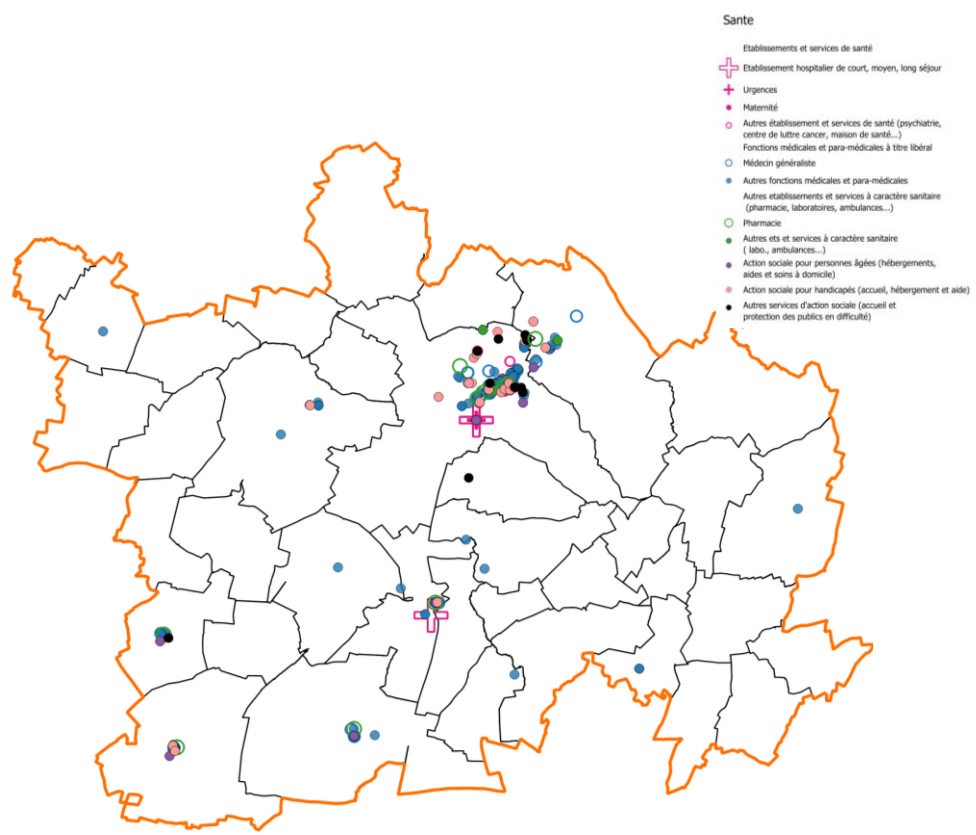 Sante
Etablissements et services de santé
Etablissement hospitalier de court, moyen, long séjour
Urgences
Maternité
Autres établissement et services de santé (psychiatrie,
centre de luttre cancer, maison de santé...)
Fonctions médicales et para-médicales à titre libéral
Médecin généraliste
Autres fonctions médicales et para-médicales
Autres etablissements et services à caractère sanitaire
(pharmacie, laboratoires, ambulances...)
Pharmacie
Autres ets et services à caractère sanitaire
( labo., ambulances...)
Action sociale pour personnes âgées (hébergements,
aides et soins à domicile)
Action sociale pour handicapés (accueil, hébergement et aide)
Autres services d'action sociale (accueil et
protection des publics en difficulté)